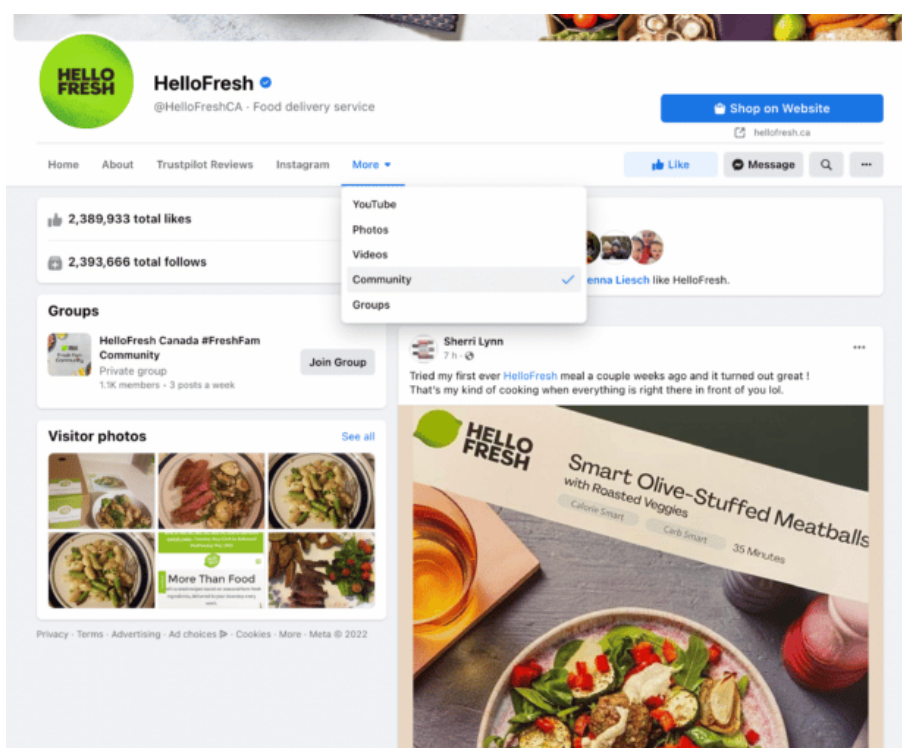 HELLO
FRESH
HelloFresh
@HelloFreshCA · Food delivery service
Shop on Website
hellofresh.ca
Home
About
Trustpilot Reviews
Instagram
More
Like
Message
YouTube
Photos
Videos
Community
Groups
2,389,933 total likes
2,393,666 total follows
enna Liesch like HelloFresh.
Groups
HelloFresh Canada #FreshFam
Community
Private group
1.1K members · 3 posts a week
Join Group
Visitor photos
See all
More Than Food
Privacy · Terms · Advertising · Ad choices · Cookies · More · Meta © 2022
Sherri Lynn
7 h
Tried my first ever HelloFresh meal a couple weeks ago and it turned out great !
That's my kind of cooking when everything is right there in front of you lol.
HELLO
FRESH
Smart Olive-Stuffed Meatballs
with Roasted Veggies
Calorie Smart
Carb Smart
35 Minutes